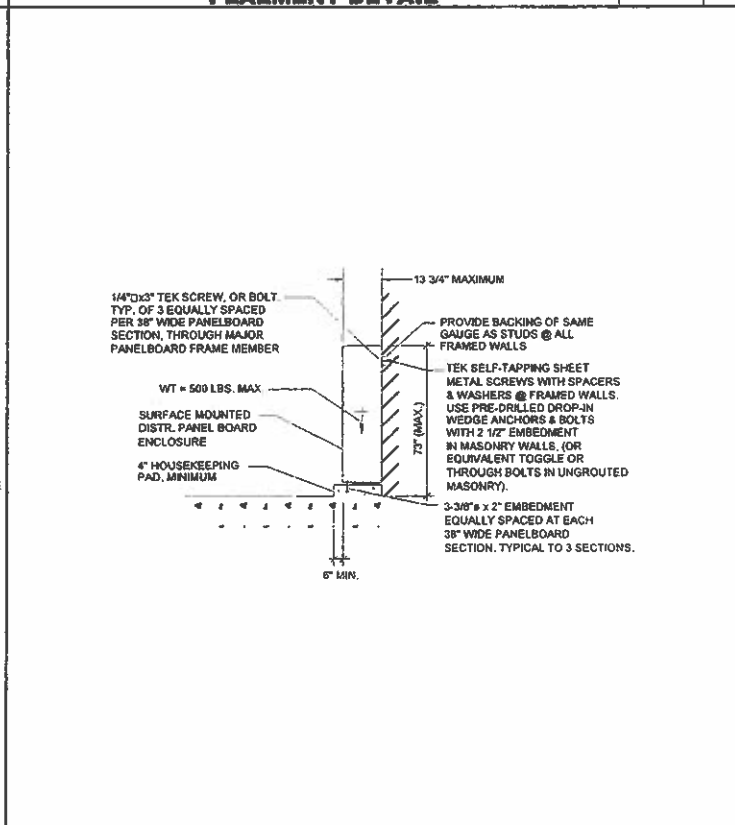 13 3/4" MAXIMUM
1/4"□x3" TEK SCREW, OR BOLT
TYP. OF 3 EQUALLY SPACED
PER 38" WIDE PANELBOARD
SECTION, THROUGH MAJOR
PANELBOARD FRAME MEMBER
PROVIDE BACKING OF SAME
GAUGE AS STUDS @ ALL
FRAMED WALLS
WT = 500 LBS. MAX
SURFACE MOUNTED
DISTR. PANEL BOARD
ENCLOSURE
4" HOUSEKEEPING
PAD, MINIMUM
TEK SELF-TAPPING SHEET
METAL SCREWS WITH SPACERS
& WASHERS @ FRAMED WALLS.
USE PRE-DRILLED DROP-IN
WEDGE ANCHORS & BOLTS
WITH 2 1/2" EMBEDMENT
IN MASONRY WALLS, (OR
EQUIVALENT TOGGLE OR
THROUGH BOLTS IN UNGROUTED
MASONRY).
73" (MAX.)
3-3/8"s x 2" EMBEDMENT
EQUALLY SPACED AT EACH
38" WIDE PANELBOARD
SECTION. TYPICAL TO 3 SECTIONS.
6" MIN.